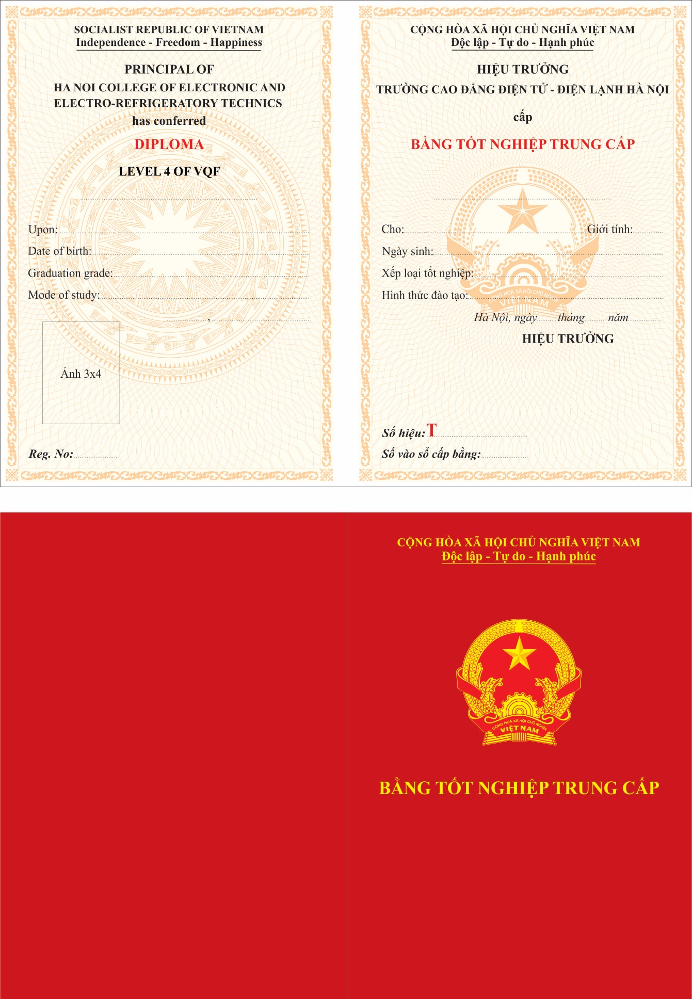 SOCIALIST REPUBLIC OF VIETNAM
Independence - Freedom - Happiness
PRINCIPAL OF
HA NOI COLLEGE OF ELECTRONIC AND
ELECTRO-REFRIGERATORY TECHNICS
has conferred
DIPLOMA
LEVEL 4 OF VQF
Upon:
Date of birth:
Graduation grade:
Mode of study:
,
Ảnh 3x4
Reg. No:
CỘNG HÒA XÃ HỘI CHỦ NGHĨA VIỆT NAM
Độc lập - Tự do - Hạnh phúc
HIỆU TRƯỞNG
TRƯỜNG CAO ĐẲNG ĐIỆN TỬ - ĐIỆN LẠNH HÀ NỘI
cấp
BẰNG TỐT NGHIỆP TRUNG CẤP
Cho: Giới tính:
Ngày sinh:
Xếp loại tốt nghiệp:
Hình thức đào tạo:
CỘNG HOÀ XÃ HỘI CHỦ NGHĨA
VIỆT NAM
Hà Nội, ngày tháng năm
HIỆU TRƯỞNG
Số hiệu: T
Số vào sổ cấp bằng:
CỘNG HÒA XÃ HỘI CHỦ NGHĨA VIỆT NAM
Độc lập - Tự do - Hạnh phúc
CỘNG HOÀ XÃ HỘI CHỦ NGHĨA
VIỆT NAM
BẰNG TỐT NGHIỆP TRUNG CẤP